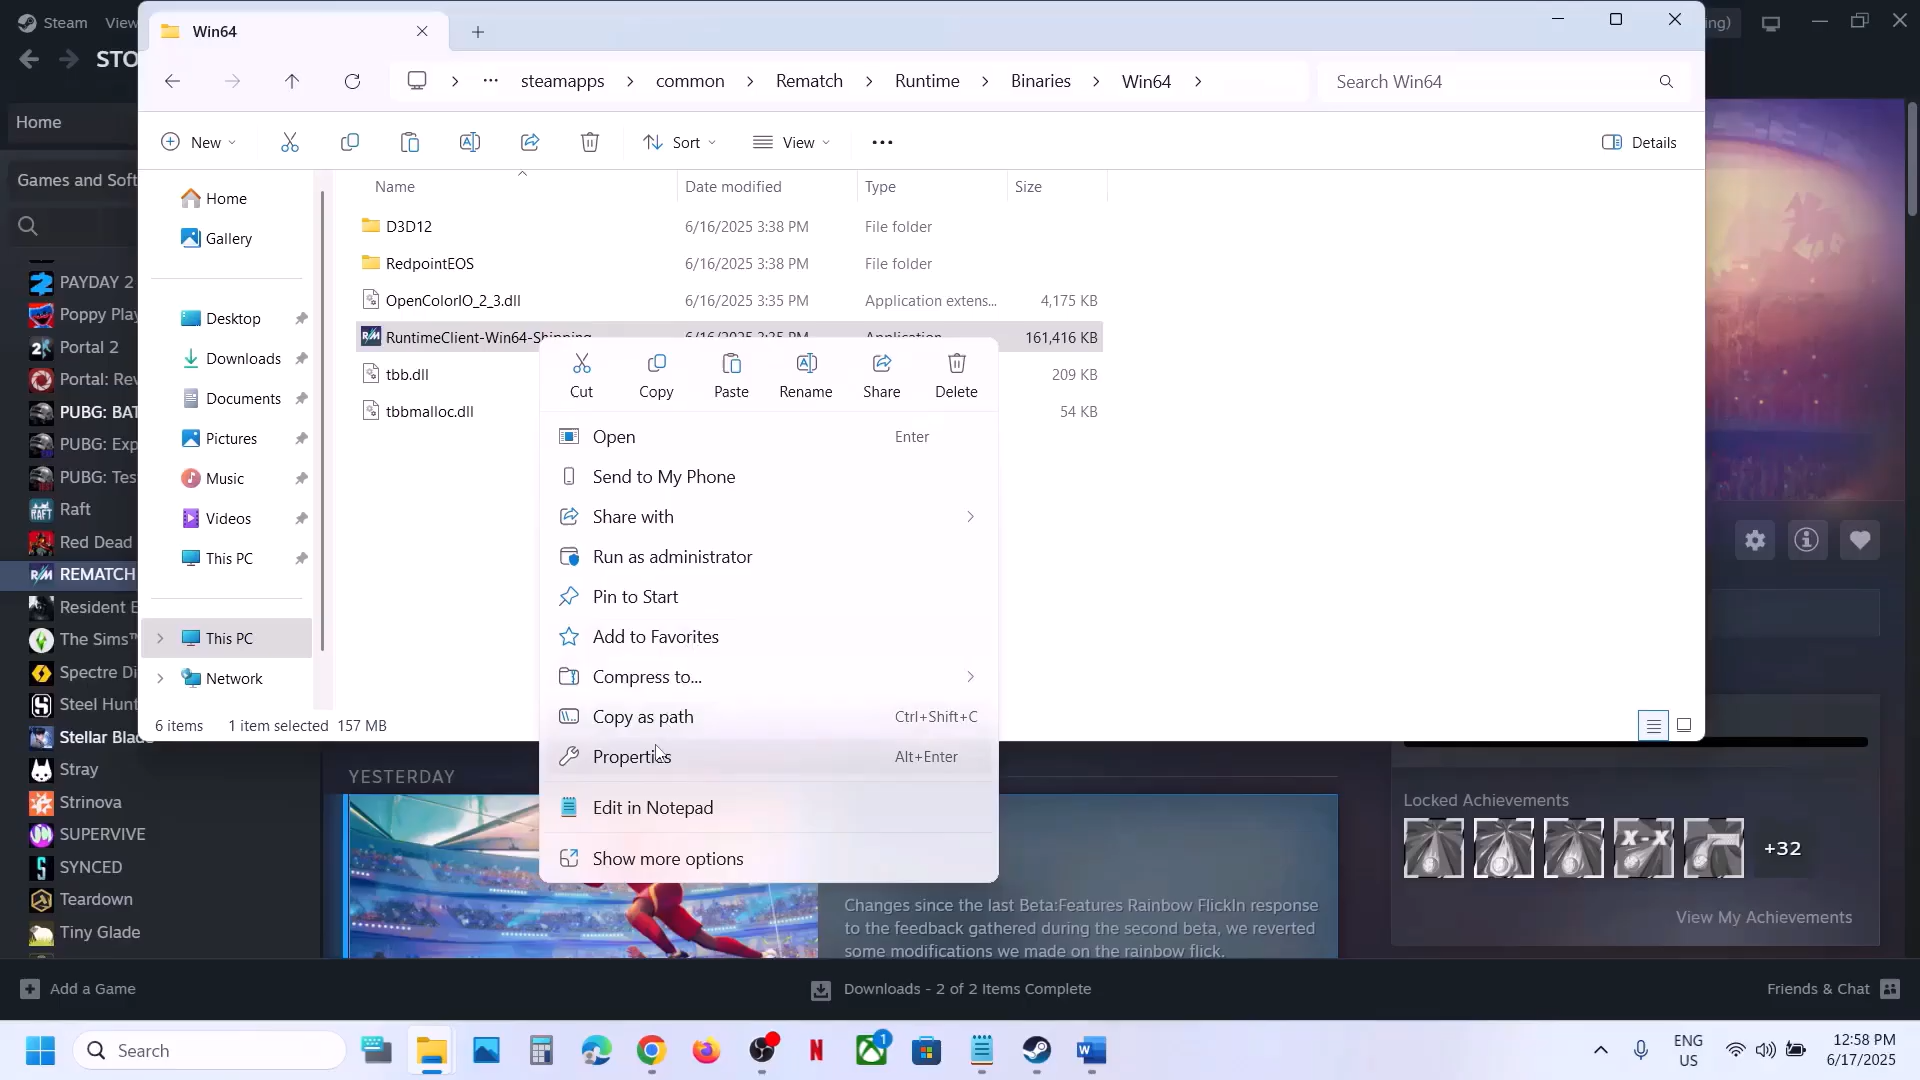 Steam
View
STO
ng)
Win64
steamapps
common
Rematch
Runtime
Binaries
Win64
Search Win64
Home
New
Sort
View
Details
Games and Soft
Name
Date modified
Type
Size
Home
Gallery
Desktop
Downloads
Documents
Pictures
Music
Videos
This PC
This PC
Network
D3D12
6/16/2025 3:38 PM
File folder
RedpointEOS
6/16/2025 3:38 PM
File folder
OpenColorIO_2_3.dll
6/16/2025 3:35 PM
Application extens...
4,175 KB
RuntimeClient-Win64-Shipping
6/16/2025 3:35 PM
Application
161,416 KB
tbb.dll
209 KB
tbbmalloc.dll
54 KB
Cut
Copy
Paste
Rename
Share
Delete
Open
Enter
Send to My Phone
Share with
Run as administrator
Pin to Start
Add to Favorites
Compress to...
Copy as path
Ctrl+Shift+C
Properties
Alt+Enter
Edit in Notepad
Show more options
6 items
1 item selected
157 MB
PAYDAY 2
Poppy Play
Portal 2
Portal: Rev
PUBG: BAT
PUBG: Exp
PUBG: Tes
Raft
Red Dead
REMATCH
Resident E
The Sims™
Spectre Di
Steel Hunt
Stellar Blade
Stray
Strinova
SUPERVIVE
SYNCED
Teardown
Tiny Glade
YESTERDAY
Changes since the last Beta:Features Rainbow FlickIn response
to the feedback gathered during the second beta, we reverted
some modifications we made on the rainbow flick.
Locked Achievements
X-X
+32
View My Achievements
Add a Game
Downloads - 2 of 2 Items Complete
Friends & Chat
Search
1
ENG
US
12:58 PM
6/17/2025